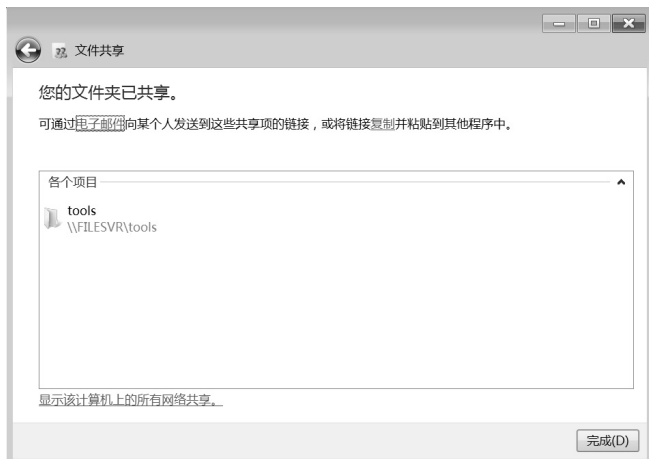 文件共享
您的文件夹已共享。
可通过电子邮件向某个人发送到这些共享项的链接，或将链接复制并粘贴到其他程序中。
各个项目
tools
\\FILESVR\tools
显示该计算机上的所有网络共享。
完成(D)